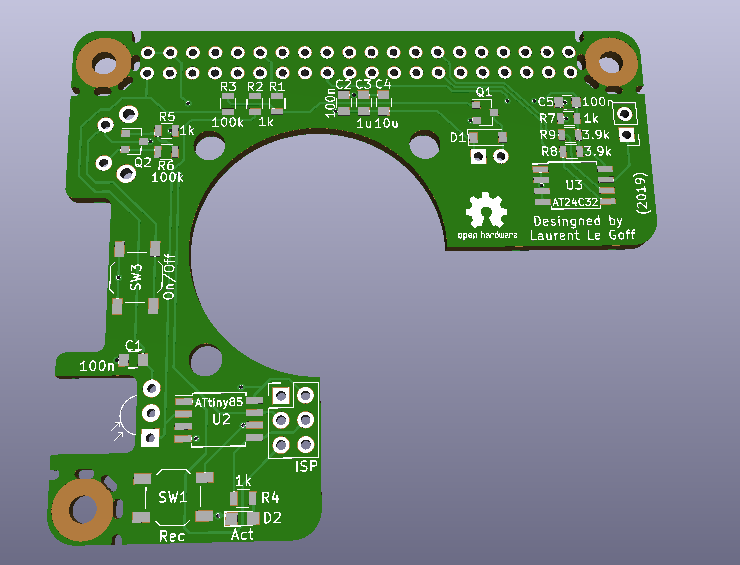 R3 R2 R1
100k 1k
100n
C2 C3 C4
1u 10u
Q1
D1
C5 100n
R7 1k
R9 3.9k
R8 3.9k
R5
1k
Q2
R6
100k
U3
AT24C32
(2019)
open hardware
Desingned by
Laurent Le Goff
SW3
On/Off
C1
100n
ATtiny85
U2
ISP
SW1
Rec
1k
R4
D2
Act